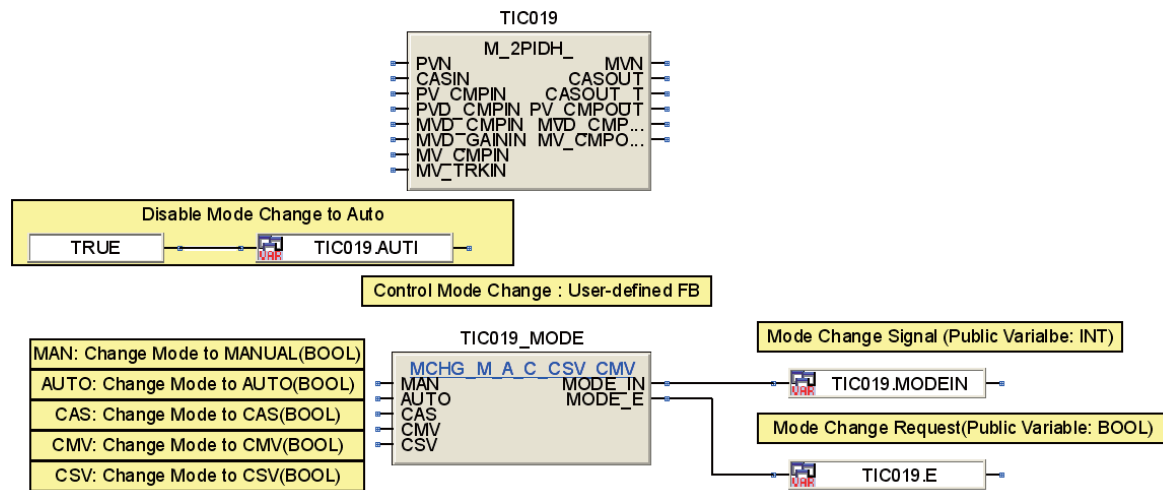 TIC019
M_2PIDH_
PVN MVN
CASIN CASOUT
PV_CMPIN CASOUT_T
PVD_CMPIN PV_CMPOUT
MVD_CMPIN MVD_CMP...
MVD_GAININ MV_CMPO...
MV_CMPIN
MV_TRKIN
Disable Mode Change to Auto
TRUE VAR TIC019.AUTI
Control Mode Change : User-defined FB
TIC019_MODE
MCHG_M_A_C_CSV_CMV
MAN MODE_IN
AUTO MODE_E
CAS
CMV
CSV
MAN: Change Mode to MANUAL(BOOL)
AUTO: Change Mode to AUTO(BOOL)
CAS: Change Mode to CAS(BOOL)
CMV: Change Mode to CMV(BOOL)
CSV: Change Mode to CSV(BOOL)
Mode Change Signal (Public Varialbe: INT)
VAR TIC019.MODEIN
Mode Change Request(Public Variable: BOOL)
VAR TIC019.E